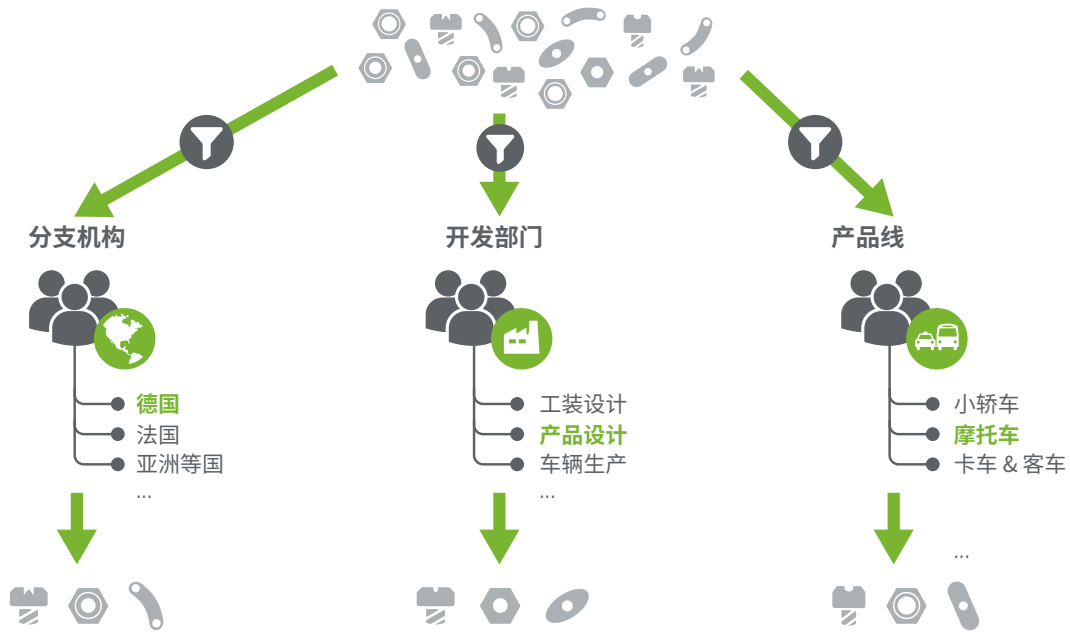 分支机构
德国
法国
亚洲等国
...
开发部门
工装设计
产品设计
车辆生产
...
产品线
小轿车
摩托车
卡车 & 客车
...